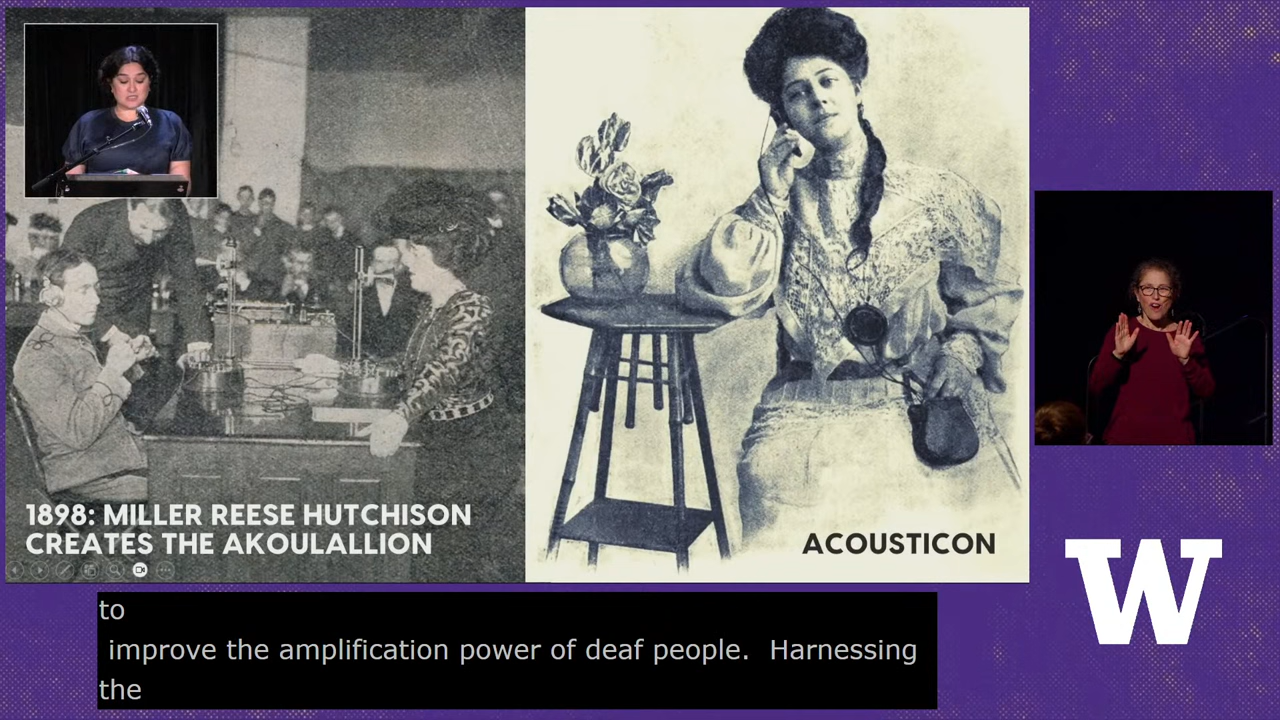 1898: MILLER REESE HUTCHISON
CREATES THE AKOULALLION
ACOUSTICON
W
to
improve the amplification power of deaf people.  Harnessing
the